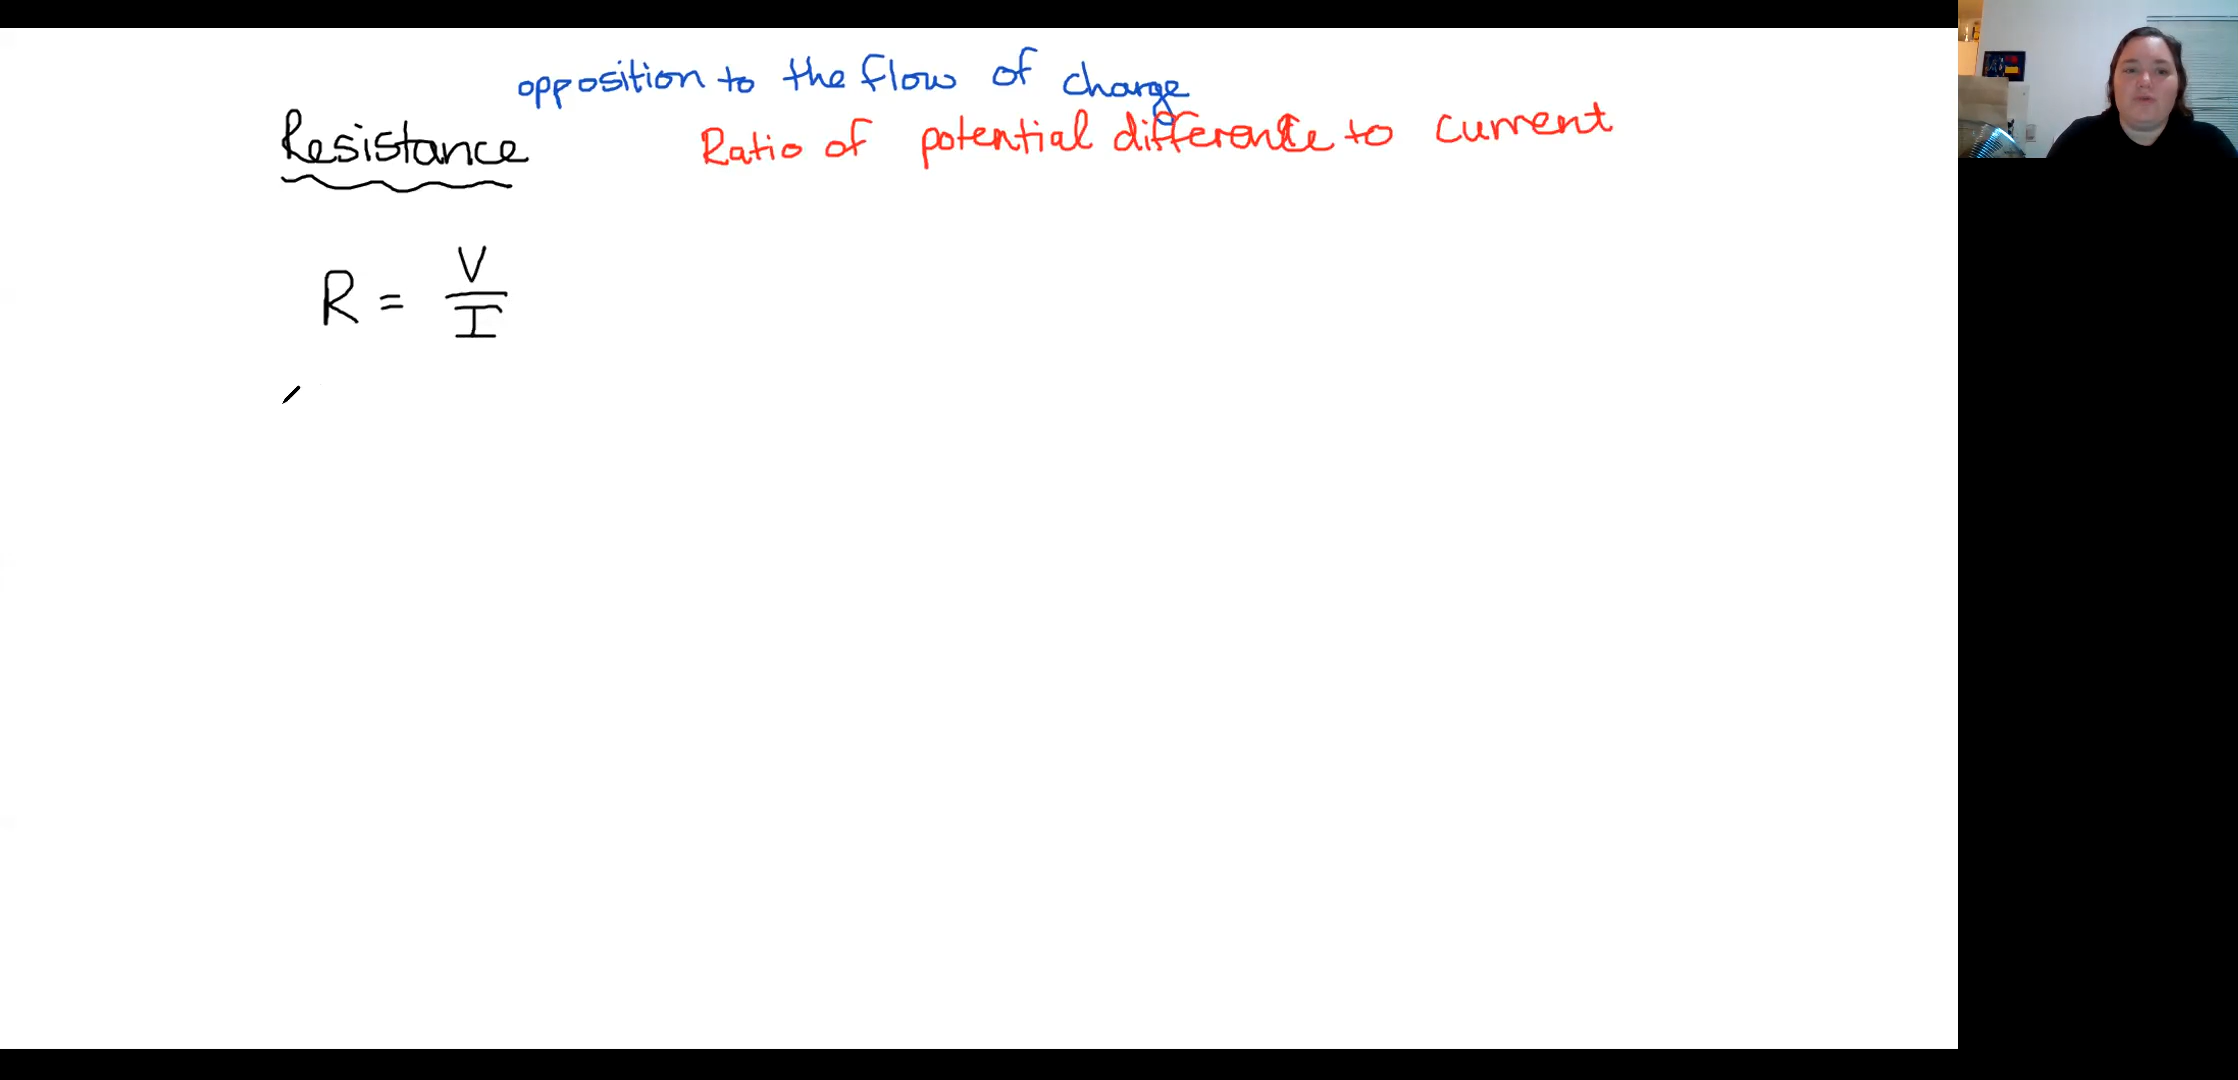 opposition to the flow of charge
Resistance
Ratio of potential difference to current
R = V/I